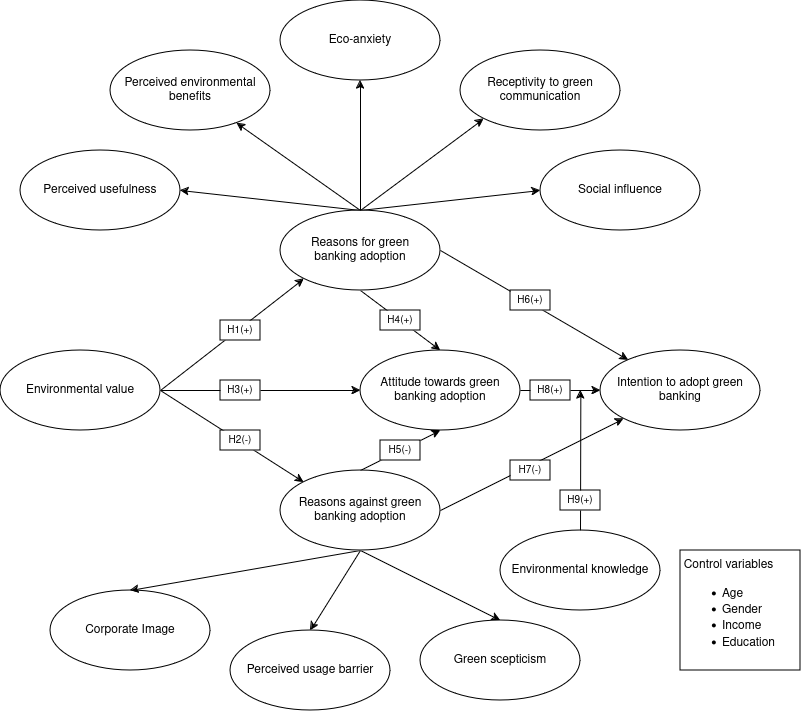 Eco-anxiety
Perceived environmental
benefits
Receptivity to green
communication
Perceived usefulness
Social influence
Reasons for green
banking adoption
H6(+)
H1(+)
H4(+)
Environmental value
H3(+)
Attitude towards green
banking adoption
H8(+)
Intention to adopt green
banking
H2(-)
H5(-)
H7(-)
Reasons against green
banking adoption
H9(+)
Environmental knowledge
Control variables
• Age
• Gender
• Income
• Education
Corporate Image
Perceived usage barrier
Green scepticism